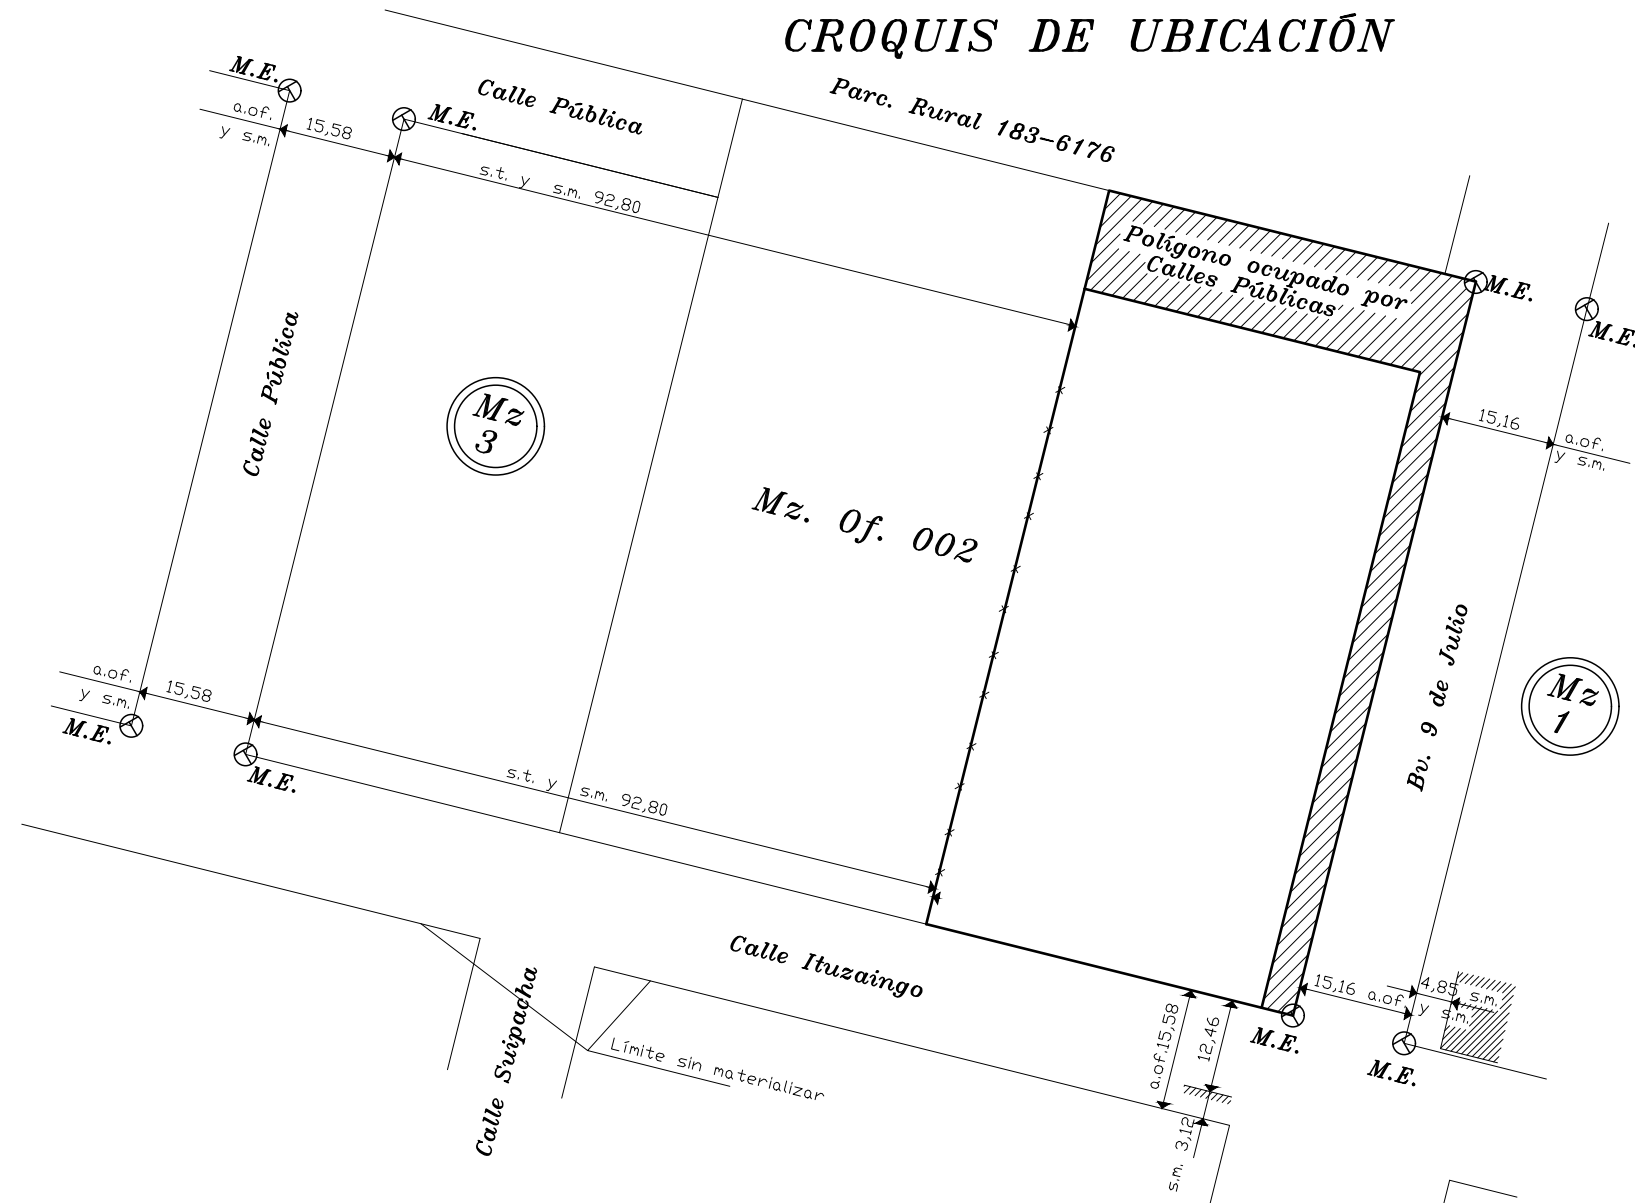 CROQUIS DE UBICACIÓN
M.E.
a.of.
y s.m.
15,58
M.E.
Calle Pública
Parc. Rural 183-6176
s.t. y s.m. 92,80
Polígono ocupado por
Calles Públicas
M.E.
M.E.
Calle Pública
Mz
3
15,16
a.of.
y s.m.
Mz. Of. 002
Bv. 9 de Julio
Mz
1
a.of.
y s.m.
15,58
M.E.
M.E.
s.t. y s.m. 92,80
Calle Ituzaingo
Calle Suipacha
Límite sin materializar
15,16 a.of.
y s.m.
4,85 s.m.
a.of.15,58
12,46
M.E.
M.E.
s.m. 3,12